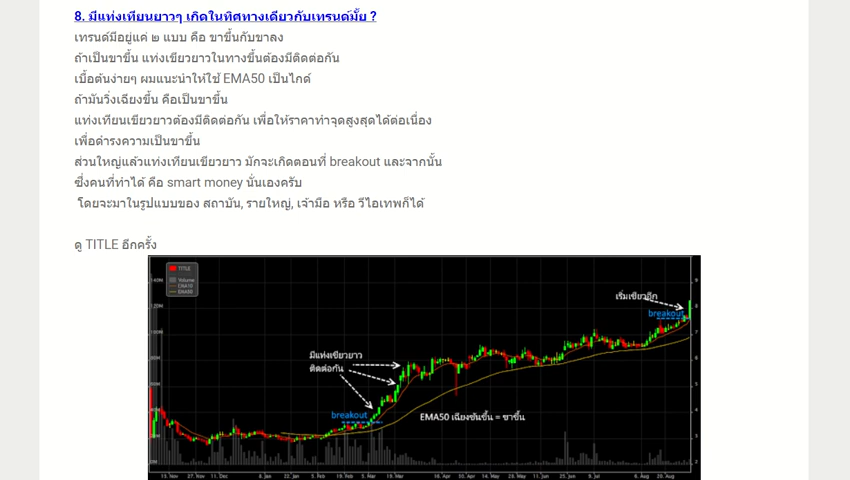 8. มีแท่งเทียนยาวๆ เกิดในทิศทางเดียวกับเทรนด์มั้ย ?
เทรนด์มีอยู่แค่ ๒ แบบ คือ ขาขึ้นกับขาลง
ถ้าเป็นขาขึ้น แท่งเขียวยาวในทางขึ้นต้องมีติดต่อกัน
เบื้อต้นง่ายๆ ผมแนะนำให้ใช้ EMA50 เป็นไกด์
ถ้ามันวิ่งเฉียงขึ้น คือเป็นขาขึ้น
แท่งเทียนเขียวยาวต้องมีติดต่อกัน เพื่อให้ราคาทำจุดสูงสุดได้ต่อเนื่อง
เพื่อดำรงความเป็นขาขึ้น
ส่วนใหญ่แล้วแท่งเทียนเขียวยาว มักจะเกิดตอนที่ breakout และจากนั้น
ซึ่งคนที่ทำได้ คือ smart money นั่นเองครับ
โดยจะมาในรูปแบบของ สถาบัน, รายใหญ่, เจ้ามือ หรือ วีไอเทพก็ได้
ดู TITLE อีกครั้ง
TITLE
Volume
EMA10
EMA50
เริ่มเขียวอีก
breakout
มีแท่งเขียวยาว
ติดต่อกัน
breakout
EMA50 เฉียงชันขึ้น = ขาขึ้น
140M
120M
100M
9
8
7
6
5
4
3
2